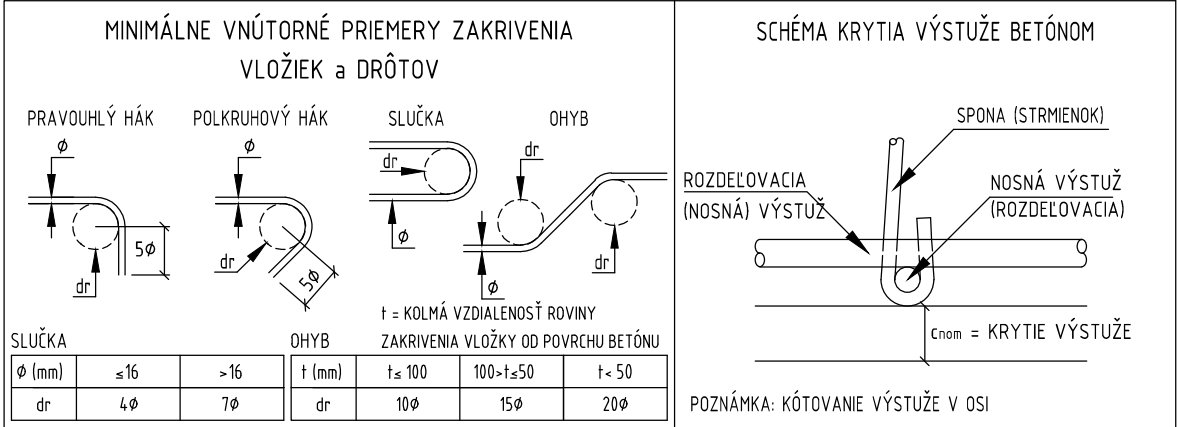 MINIMÁLNE VNÚTORNÉ PRIEMERY ZAKRIVENIA
VLOŽIEK a DRÔTOV
PRAVOUHLÝ HÁK
POLKRUHOVÝ HÁK
SLUČKA
OHYB
ϕ
5ϕ
dr
ϕ
5ϕ
dr
dr
ϕ
dr
dr
ϕ
t = KOLMÁ VZDIALENOSŤ ROVINY
ZAKRIVENIA VLOŽKY OD POVRCHU BETÓNU
SLUČKA
ϕ (mm) ≤16 >16
dr 4ϕ 7ϕ
OHYB
t (mm) t≤ 100 100>t≤50 t< 50
dr 10ϕ 15ϕ 20ϕ
SCHÉMA KRYTIA VÝSTUŽE BETÓNOM
SPONA (STRMIENOK)
ROZDEĽOVACIA
(NOSNÁ) VÝSTUŽ
NOSNÁ VÝSTUŽ
(ROZDEĽOVACIA)
Cnom = KRYTIE VÝSTUŽE
POZNÁMKA: KÓTOVANIE VÝSTUŽE V OSI